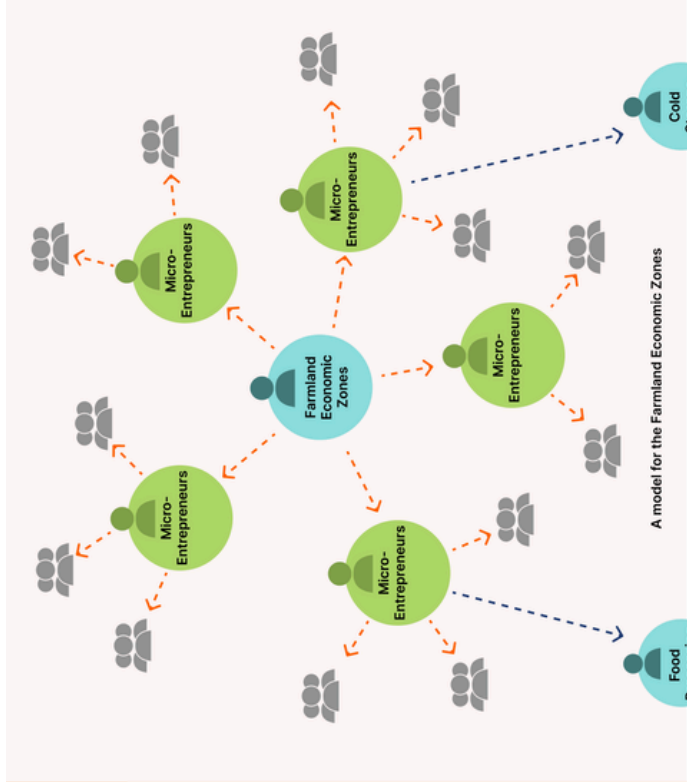 Micro-
Entrepreneurs
Micro-
Entrepreneurs
Micro-
Entrepreneurs
Farmland
Economic
Zones
Micro-
Entrepreneurs
Micro-
Entrepreneurs
Food
Cold
A model for the Farmland Economic Zones